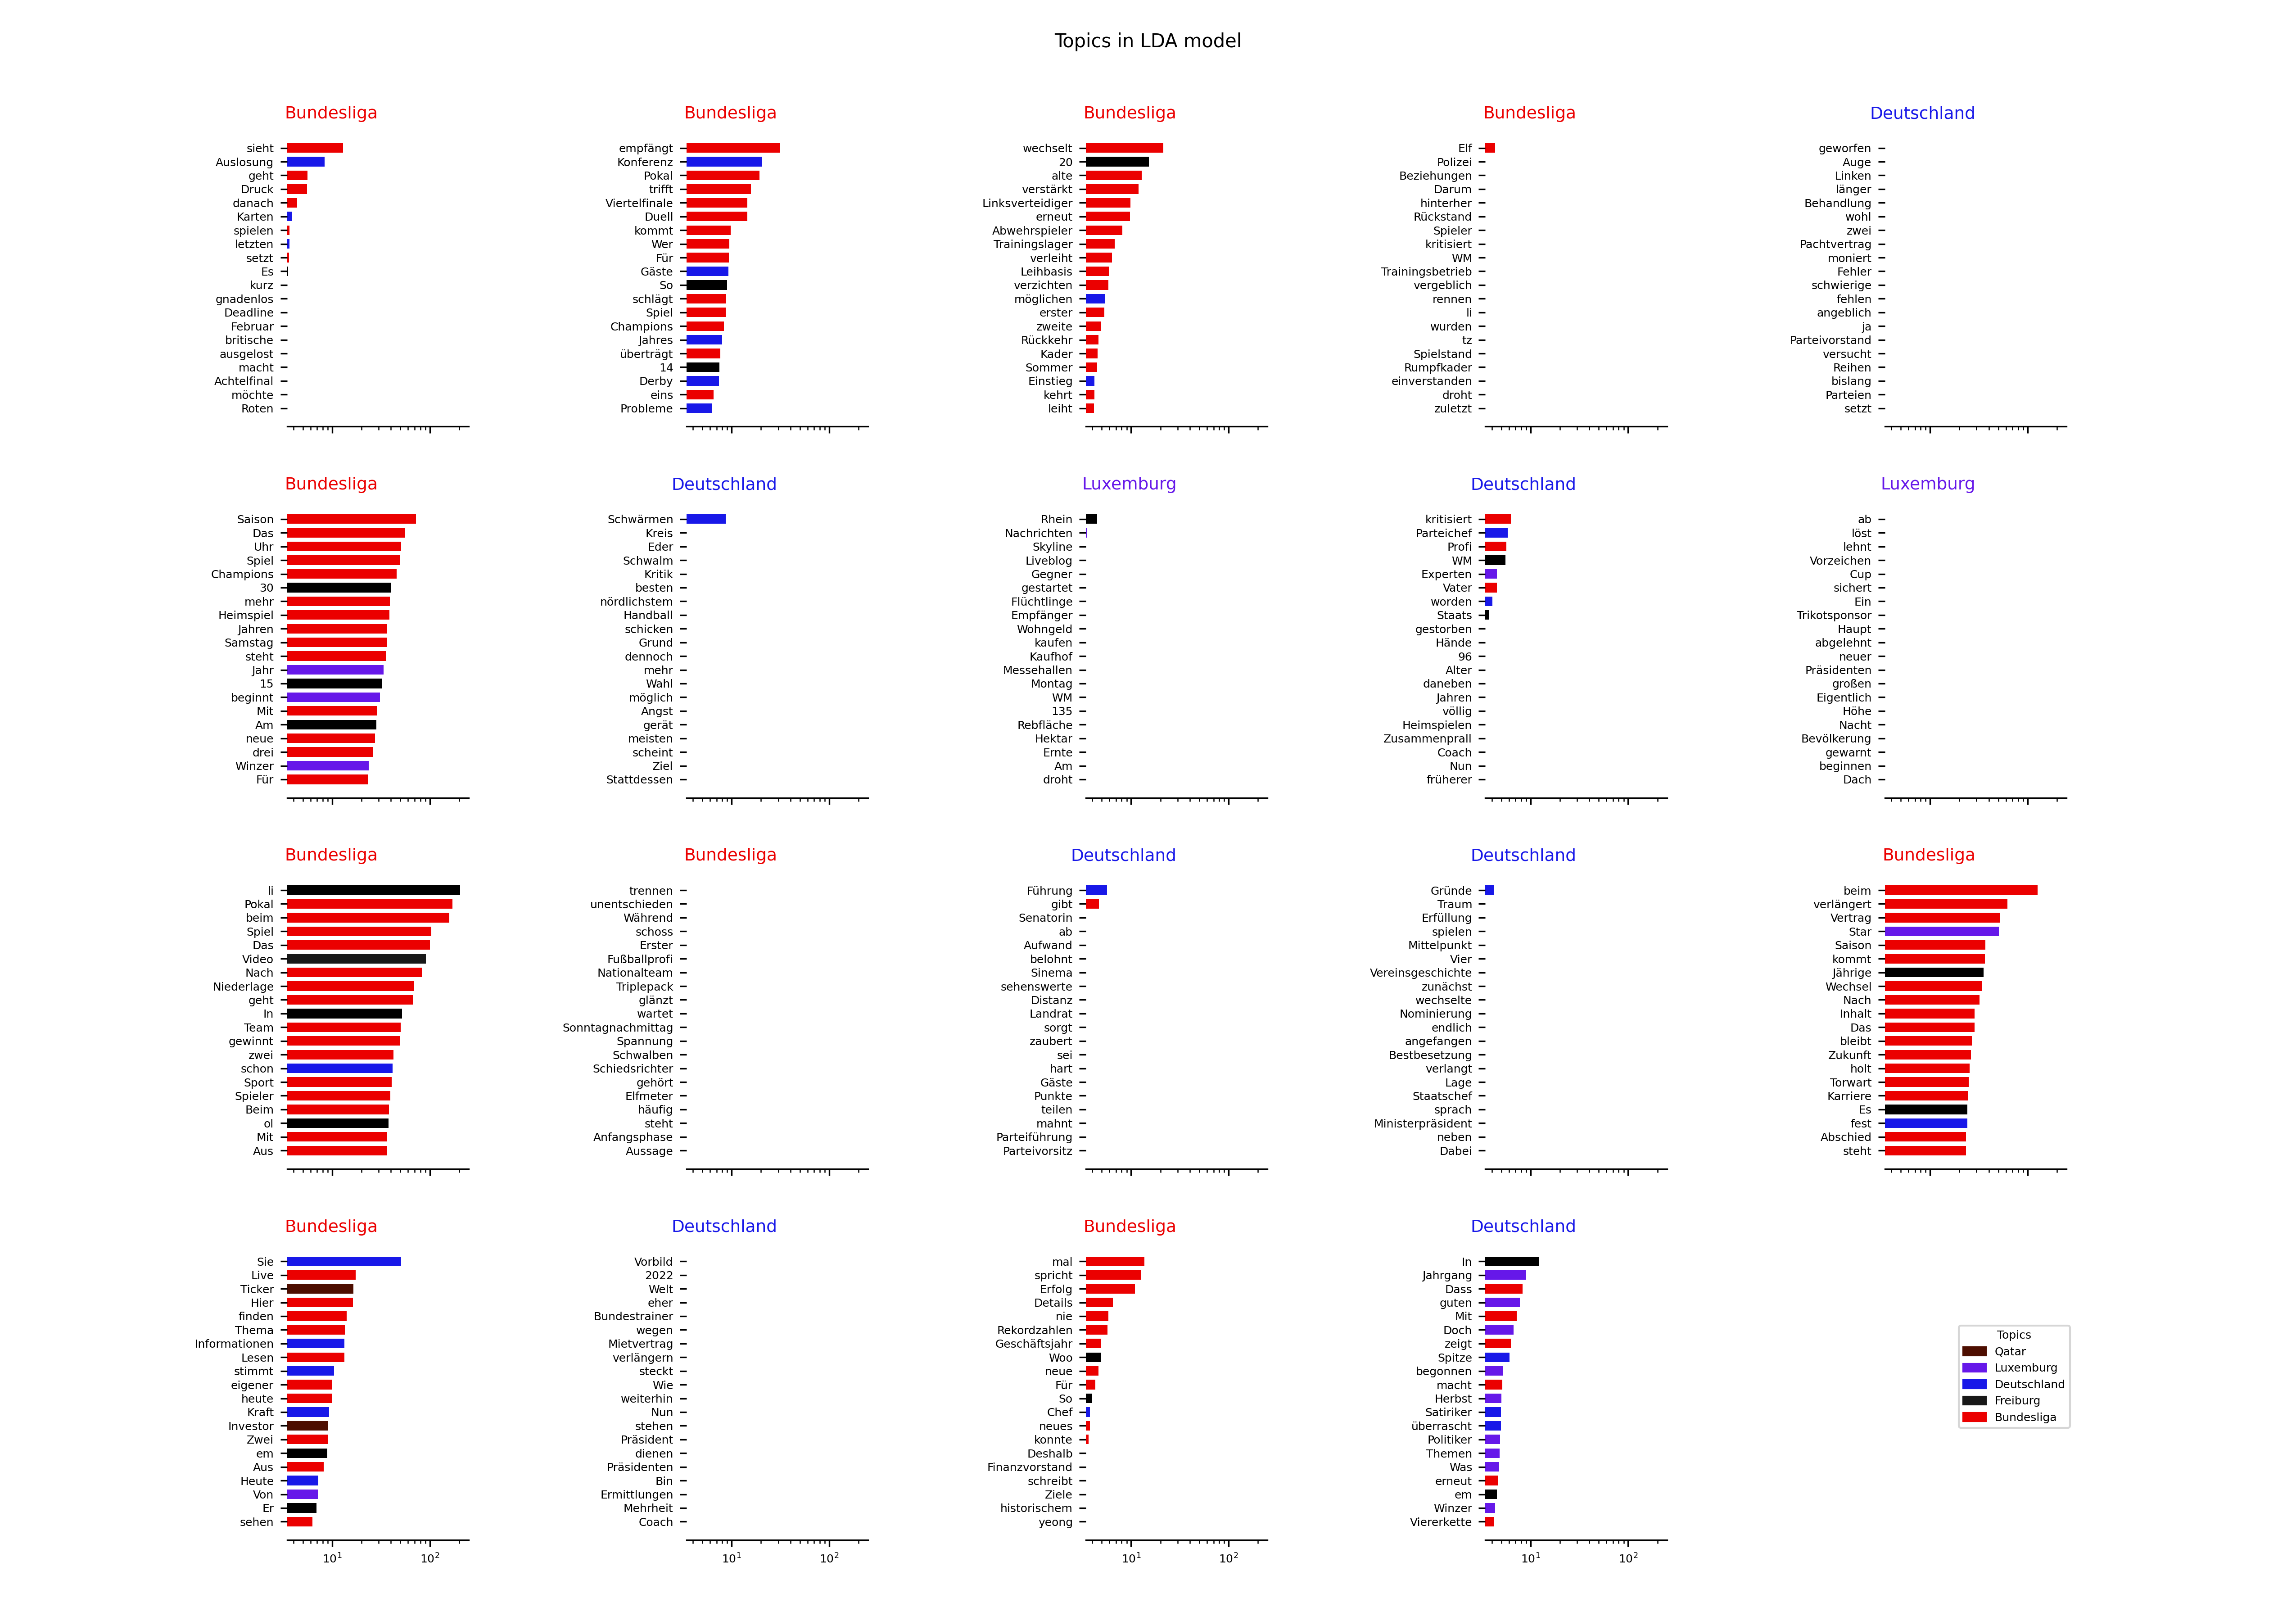 Topics in LDA model
Bundesliga
sieht
Auslosung
geht
Druck
danach
Karten
spielen
letzten
setzt
Es
kurz
gnadenlos
Deadline
Februar
britische
ausgelost
macht
Achtelfinal
möchte
Roten
Bundesliga
empfängt
Konferenz
Pokal
trifft
Viertelfinale
Duell
kommt
Wer
Für
Gäste
So
schlägt
Spiel
Champions
Jahres
überträgt
14
Derby
eins
Probleme
Bundesliga
wechselt
20
alte
verstärkt
Linksverteidiger
erneut
Abwehrspieler
Trainingslager
verleiht
Leihbasis
verzichten
möglichen
erster
zweite
Rückkehr
Kader
Sommer
Einstieg
kehrt
leiht
Bundesliga
Elf
Polizei
Beziehungen
Darum
hinterher
Rückstand
Spieler
kritisiert
WM
Trainingsbetrieb
vergeblich
rennen
li
wurden
tz
Spielstand
Rumpfkader
einverstanden
droht
zuletzt
Deutschland
geworfen
Auge
Linken
länger
Behandlung
wohl
zwei
Pachtvertrag
moniert
Fehler
schwierige
fehlen
angeblich
ja
Parteivorstand
versucht
Reihen
bislang
Parteien
setzt
Bundesliga
Saison
Das
Uhr
Spiel
Champions
30
mehr
Heimspiel
Jahren
Samstag
steht
Jahr
15
beginnt
Mit
Am
neue
drei
Winzer
Für
Deutschland
Schwärmen
Kreis
Eder
Schwalm
Kritik
besten
nördlichstem
Handball
schicken
Grund
dennoch
mehr
Wahl
möglich
Angst
gerät
meisten
scheint
Ziel
Stattdessen
Luxemburg
Rhein
Nachrichten
Skyline
Liveblog
Gegner
gestartet
Flüchtlinge
Empfänger
Wohngeld
kaufen
Kaufhof
Messehallen
Montag
WM
135
Rebfläche
Hektar
Ernte
Am
droht
Deutschland
kritisiert
Parteichef
Profi
WM
Experten
Vater
worden
Staats
gestorben
Hände
96
Alter
daneben
Jahren
völlig
Heimspielen
Zusammenprall
Coach
Nun
früherer
Luxemburg
ab
löst
lehnt
Vorzeichen
Cup
sichert
Ein
Trikotsponsor
Haupt
abgelehnt
neuer
Präsidenten
großen
Eigentlich
Höhe
Nacht
Bevölkerung
gewarnt
beginnen
Dach
Bundesliga
li
Pokal
beim
Spiel
Das
Video
Nach
Niederlage
geht
In
Team
gewinnt
zwei
schon
Sport
Spieler
Beim
ol
Mit
Aus
Bundesliga
trennen
unentschieden
Während
schoss
Erster
Fußballprofi
Nationalteam
Triplepack
glänzt
wartet
Sonntagnachmittag
Spannung
Schwalben
Schiedsrichter
gehört
Elfmeter
häufig
steht
Anfangsphase
Aussage
Deutschland
Führung
gibt
Senatorin
ab
Aufwand
belohnt
Sinema
sehenswerte
Distanz
Landrat
sorgt
zaubert
sei
hart
Gäste
Punkte
teilen
mahnt
Parteiführung
Parteivorsitz
Deutschland
Gründe
Traum
Erfüllung
spielen
Mittelpunkt
Vier
Vereinsgeschichte
zunächst
wechselte
Nominierung
endlich
angefangen
Bestbesetzung
verlangt
Lage
Staatschef
sprach
Ministerpräsident
neben
Dabei
Bundesliga
beim
verlängert
Vertrag
Star
Saison
kommt
Jährige
Wechsel
Nach
Inhalt
Das
bleibt
Zukunft
holt
Torwart
Karriere
Es
fest
Abschied
steht
Bundesliga
Sie
Live
Ticker
Hier
finden
Thema
Informationen
Lesen
stimmt
eigener
heute
Kraft
Investor
Zwei
em
Aus
Heute
Von
Er
sehen
10^1 10^2
Deutschland
Vorbild
2022
Welt
eher
Bundestrainer
wegen
Mietvertrag
verlängern
steckt
Wie
weiterhin
Nun
stehen
Präsident
dienen
Präsidenten
Bin
Ermittlungen
Mehrheit
Coach
10^1 10^2
Bundesliga
mal
spricht
Erfolg
Details
nie
Rekordzahlen
Geschäftsjahr
Woo
neue
Für
So
Chef
neues
konnte
Deshalb
Finanzvorstand
schreibt
Ziele
historischem
yeong
10^1 10^2
Deutschland
In
Jahrgang
Dass
guten
Mit
Doch
zeigt
Spitze
begonnen
macht
Herbst
Satiriker
überrascht
Politiker
Themen
Was
erneut
em
Winzer
Viererkette
10^1 10^2
Topics
Qatar
Luxemburg
Deutschland
Freiburg
Bundesliga